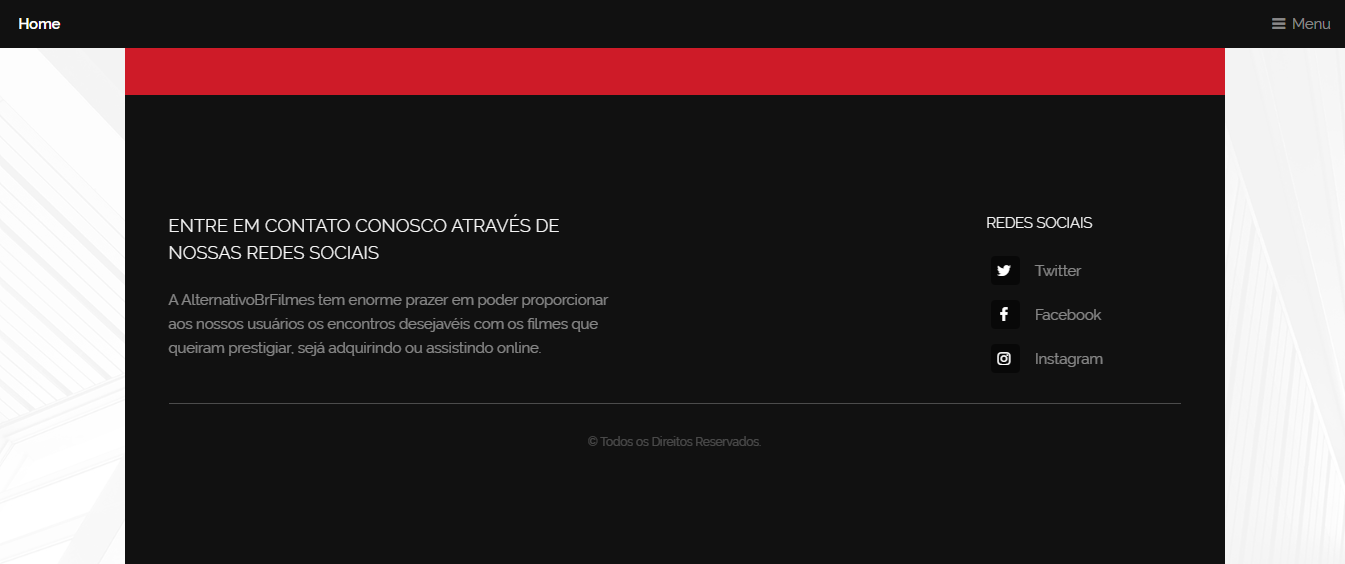 Home
Menu
ENTRE EM CONTATO CONOSCO ATRAVÉS DE
NOSSAS REDES SOCIAIS
A AlternativoBrFilmes tem enorme prazer em poder proporcionar
aos nossos usuários os encontros desejavéis com os filmes que
queiram prestigiar, sejá adquirindo ou assistindo online.
REDES SOCIAIS
Twitter
Facebook
Instagram
© Todos os Direitos Reservados.